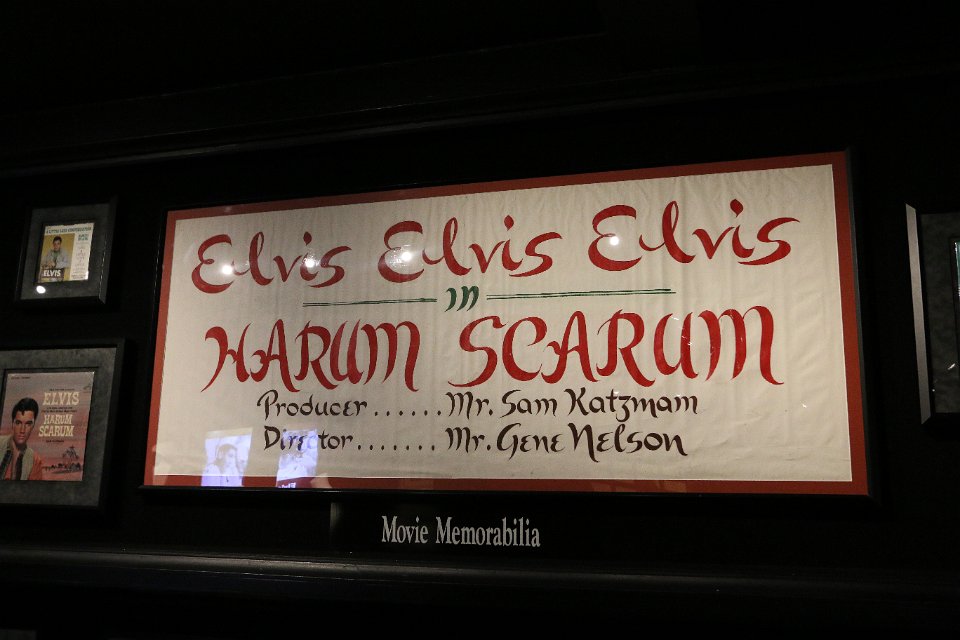 Elvis Elvis Elvis
in
HARUM SCARUM
Producer ...... Mr. Sam Katzmam
Director ....... Mr. Gene Nelson
Movie Memorabilia
ELVIS
ELVIS
HARUM
SCARUM